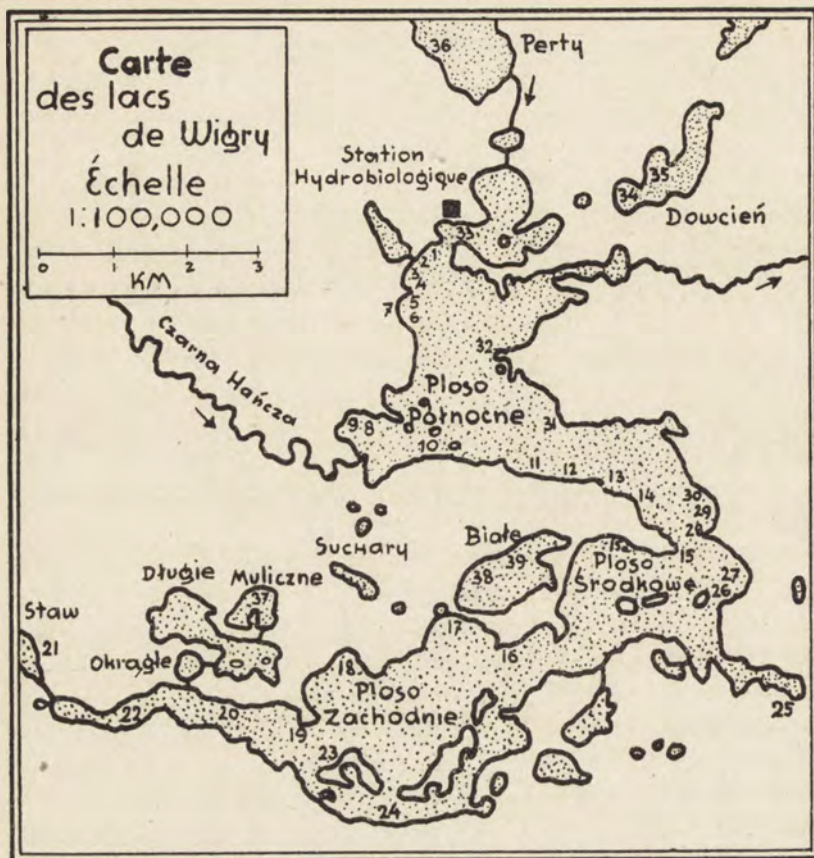 Carte
des lacs
de Wigry
Échelle
1:100,000
0 1 2 3
KM
36
Perty
Station
Hydrobiologique
35
34
Dowcień
33
1
2
3
4
5
7
6
32
Czarna Hańcza
Ploso
Północne
9 8
31
10
11
12
13
14
30
29
28
15
Suchary
Białe
39
38
15a
Ploso
Środkowe
27
26
Długie
Muliczne
37
Staw
21
17
16
Okrągłe
18
Ploso
Zachodnie
25
22
20
19
23
24